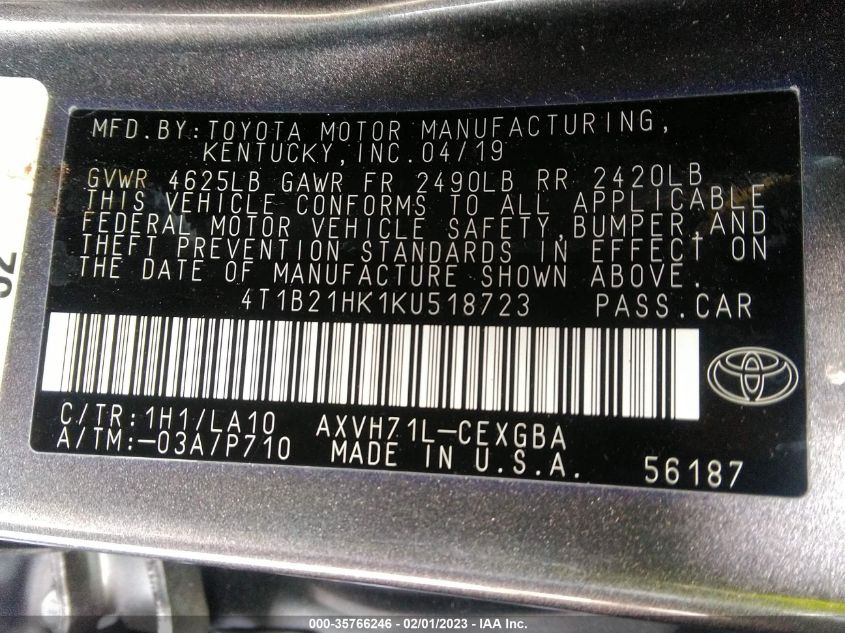 MFD.BY:TOYOTA MOTOR MANUFACTURING,
KENTUCKY,INC.04/19
GVWR 4625LB GAWR FR 2490LB RR 2420LB
THIS VEHICLE CONFORMS TO ALL APPLICABLE
FEDERAL MOTOR VEHICLE SAFETY,BUMPER,AND
THEFT PREVENTION STANDARDS IN EFFECT ON
THE DATE OF MANUFACTURE SHOWN ABOVE.
4T1B21HK1KU518723 PASS.CAR
C/TR:1H1/LA10 AXVH71L-CEXGBA
A/TM:-03A/P710 MADE IN U.S.A. 56187
000-35766246 - 02/01/2023 - IAA Inc.